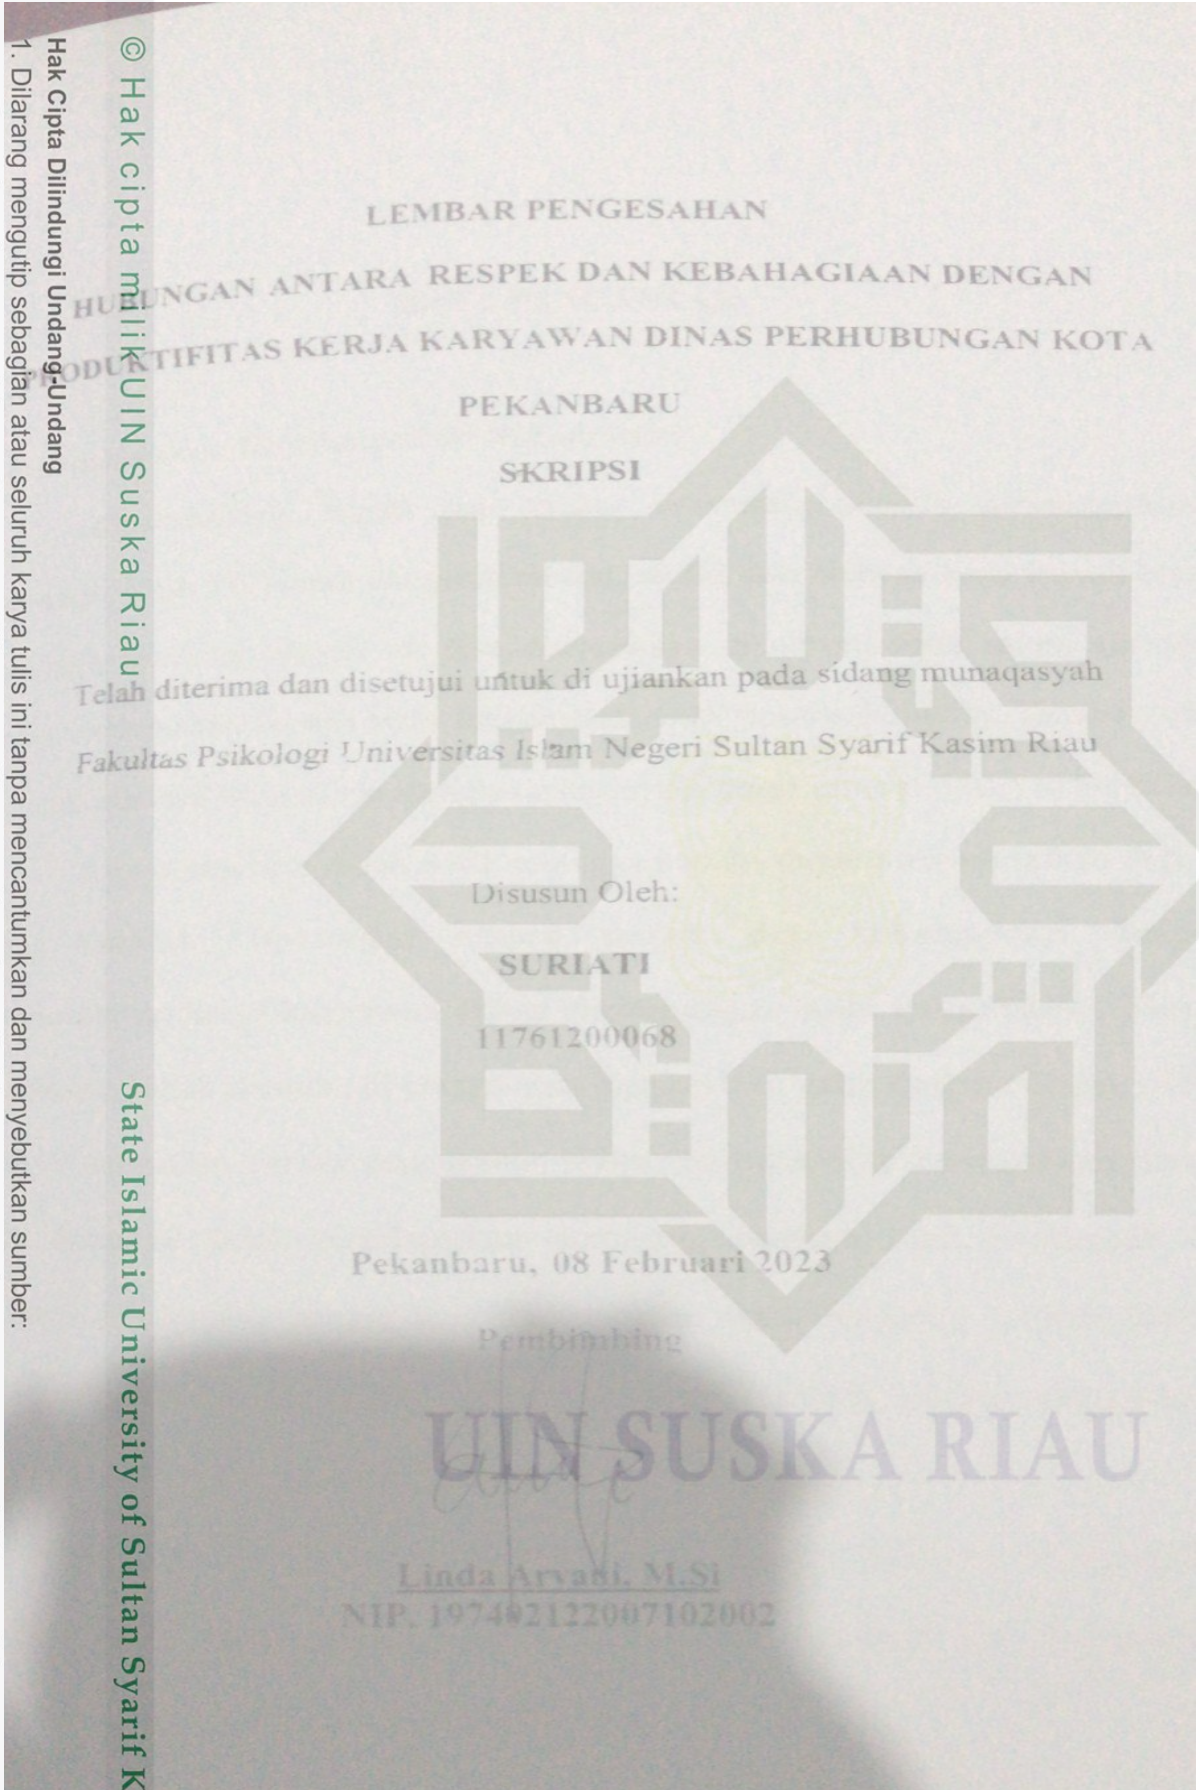 © Hak cipta milik UIN Suska Riau
State Islamic University of Sultan Syarif K
Hak Cipta Dilindungi Undang-Undang
1. Dilarang mengutip sebagian atau seluruh karya tulis ini tanpa mencantumkan dan menyebutkan sumber:
LEMBAR PENGESAHAN
HUBUNGAN ANTARA RESPEK DAN KEBAHAGIAAN DENGAN
PRODUKTIFITAS KERJA KARYAWAN DINAS PERHUBUNGAN KOTA
PEKANBARU
SKRIPSI
Telah diterima dan disetujui untuk di ujiankan pada sidang munaqasyah
Fakultas Psikologi Universitas Islam Negeri Sultan Syarif Kasim Riau
Disusun Oleh:
SURIATI
11761200068
Pekanbaru, 08 Februari 2023
Pembimbing
UIN SUSKA RIAU
Linda Aryani, M.Si
NIP. 197402122007102002